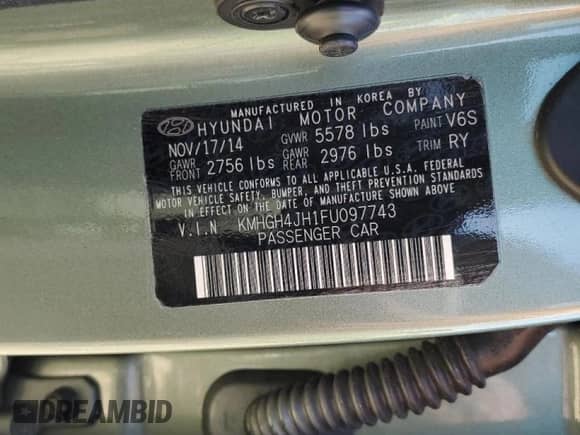 MANUFACTURED IN KOREA BY
HYUNDAI MOTOR COMPANY
NOV/17/14 GVWR 5578 lbs PAINT V6S
GAWR FRONT 2756 lbs GAWR REAR 2976 lbs TRIM RY
THIS VEHICLE CONFORMS TO ALL APPLICABLE U.S.A. FEDERAL
MOTOR VEHICLE SAFETY, BUMPER, AND THEFT PREVENTION STANDARDS
IN EFFECT ON THE DATE OF MANUFACTURE SHOWN ABOVE
V.I.N KMHGH4JH1FU097743
PASSENGER CAR
DREAMBID